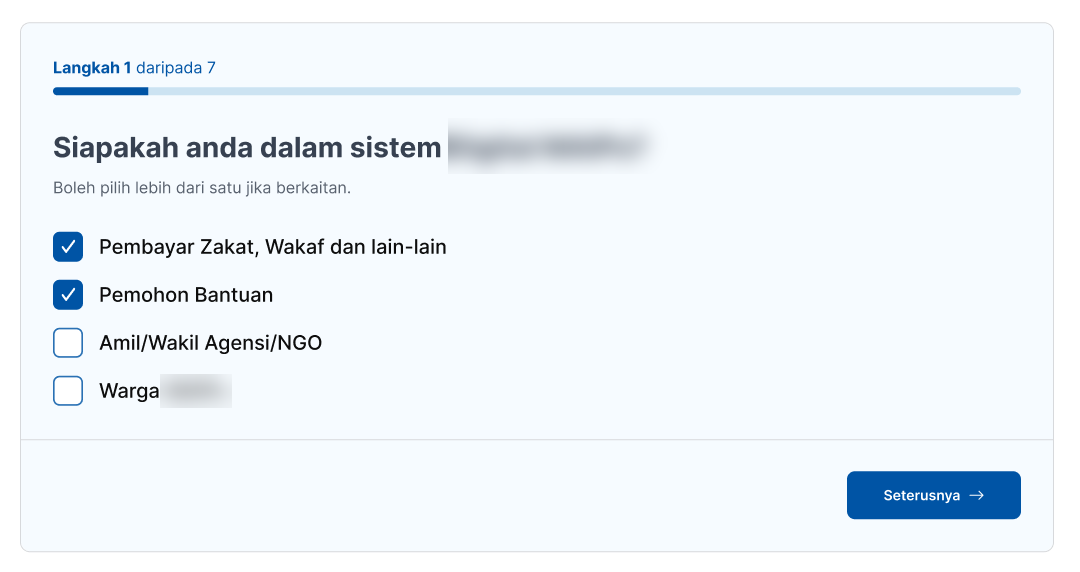 Langkah 1 daripada 7
Siapakah anda dalam sistem
Boleh pilih lebih dari satu jika berkaitan.
Pembayar Zakat, Wakaf dan lain-lain
Pemohon Bantuan
Amil/Wakil Agensi/NGO
Warga
Seterusnya →